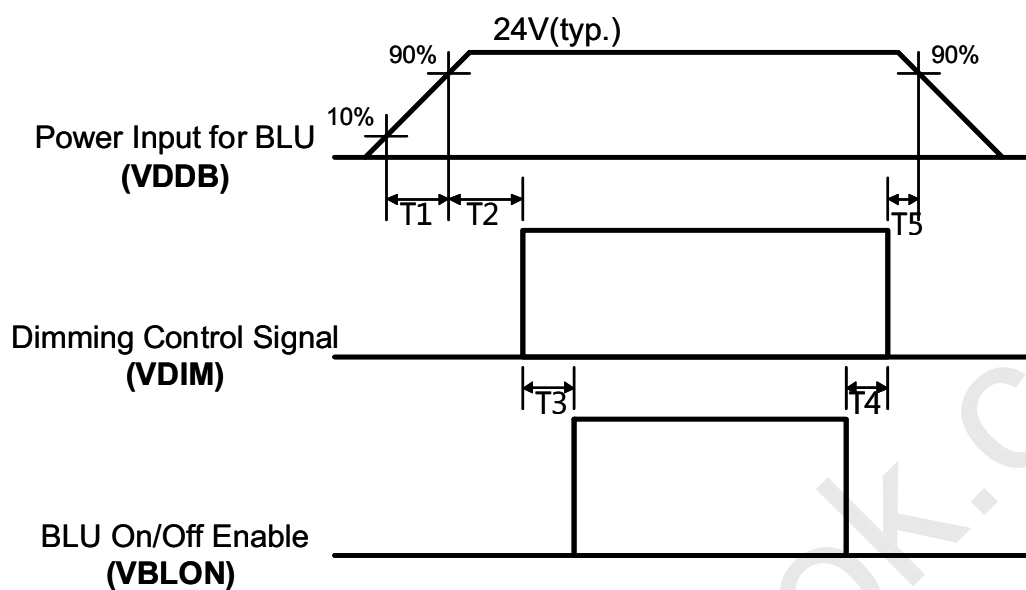 24V(typ.)
90%
90%
10%
Power Input for BLU
(VDDB)
T1
T2
T5
Dimming Control Signal
(VDIM)
T3
T4
BLU On/Off Enable
(VBLON)
ok.c